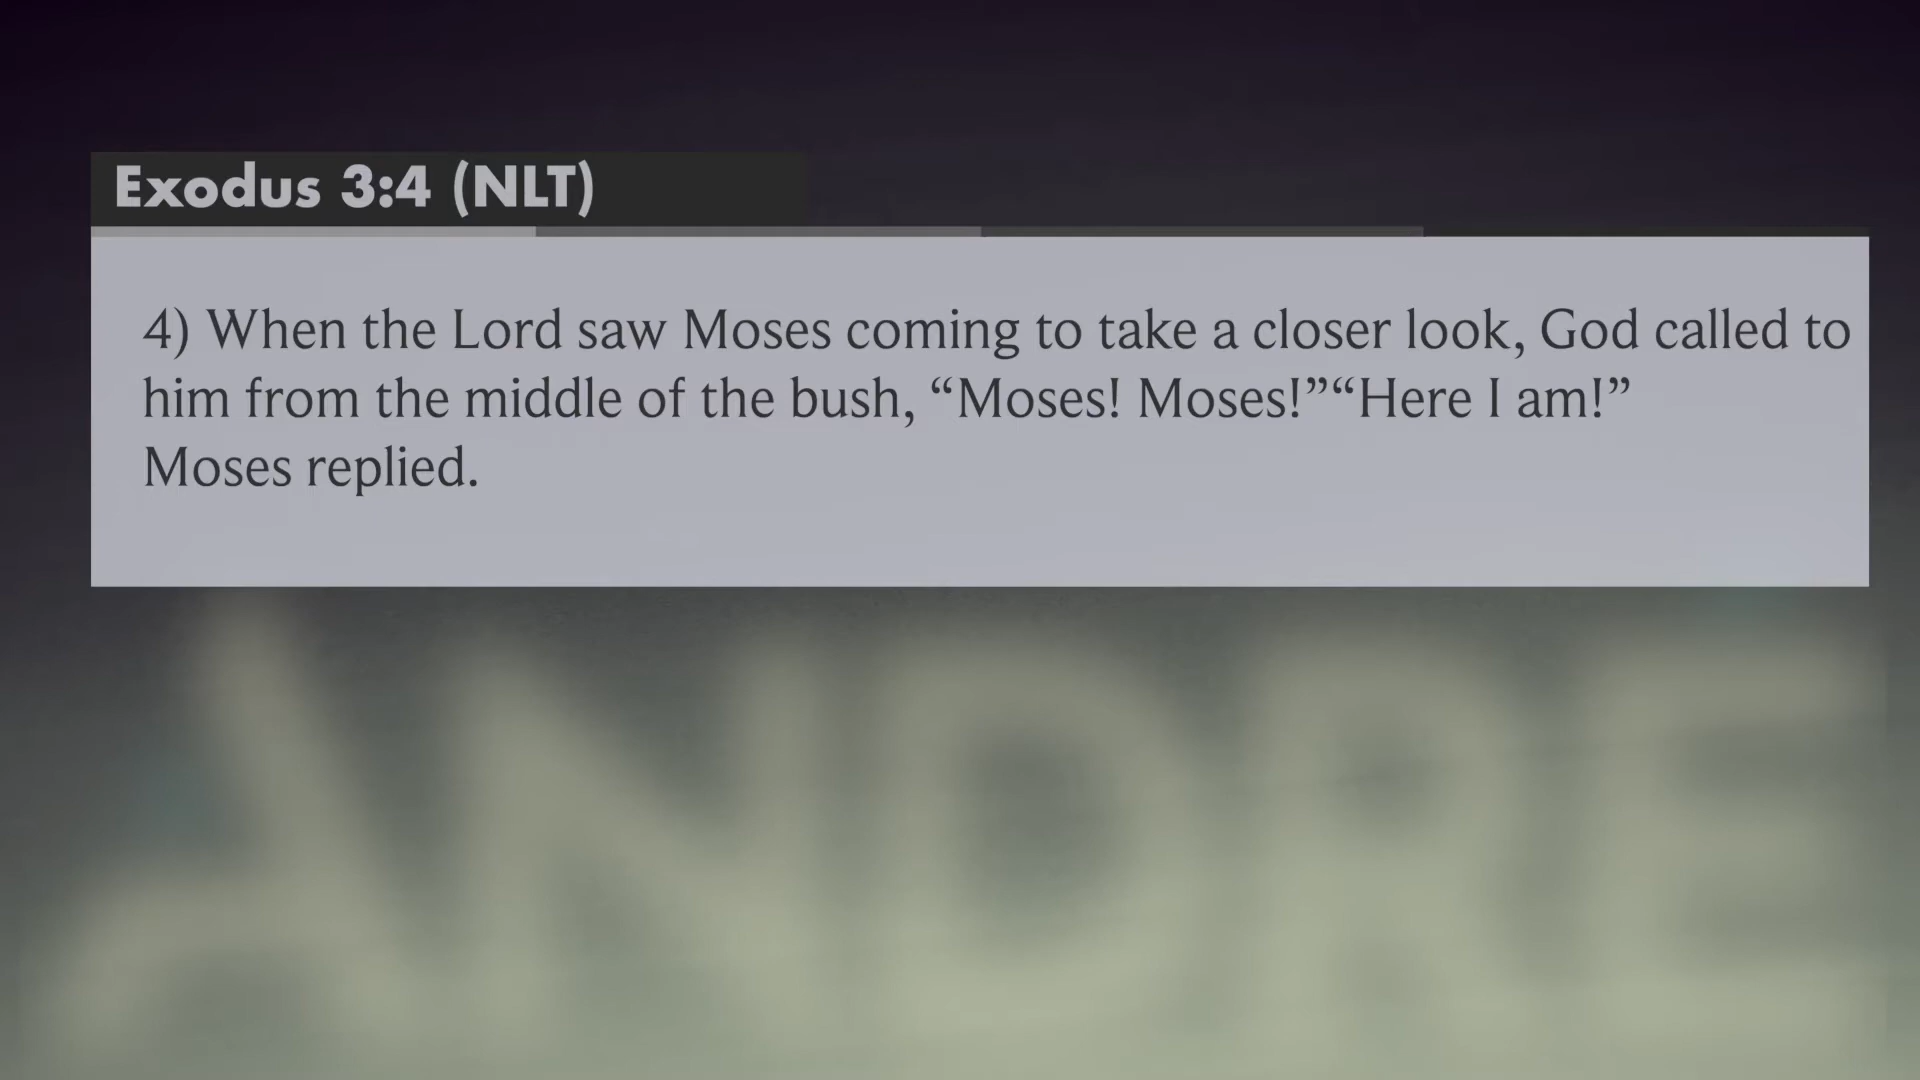 Exodus 3:4 (NLT)
4) When the Lord saw Moses coming to take a closer look, God called to
him from the middle of the bush, “Moses! Moses!”“Here I am!”
Moses replied.
ANDRE